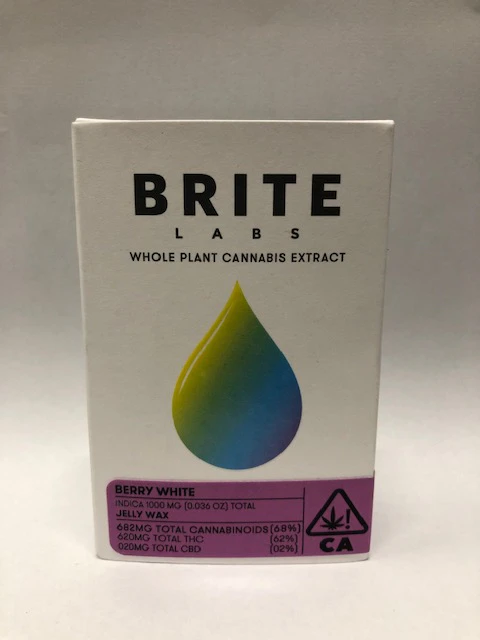 BRITE
LABS
WHOLE PLANT CANNABIS EXTRACT
BERRY WHITE
INDICA 1000 MG (0.036 OZ) TOTAL
JELLY WAX
682MG TOTAL CANNABINOIDS (68%)
620MG TOTAL THC (62%)
020MG TOTAL CBD (02%)
!
CA